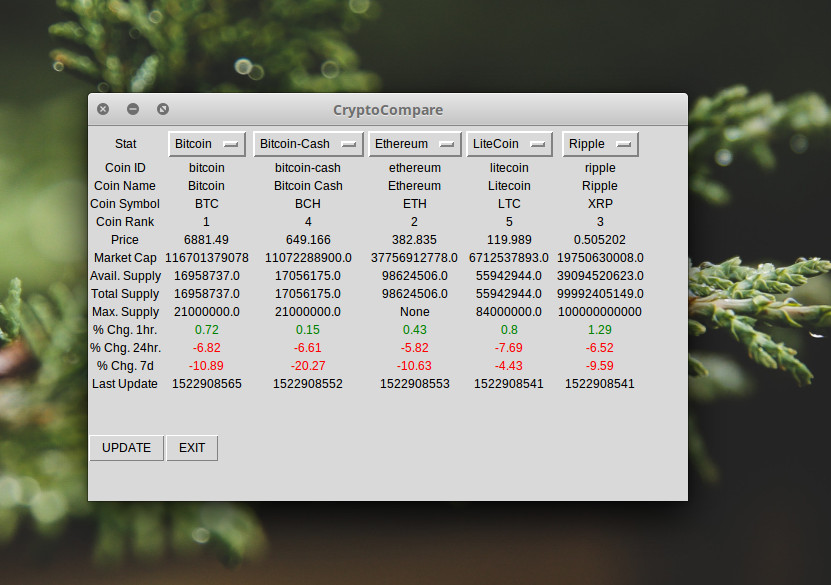 CryptoCompare
Stat Bitcoin Bitcoin-Cash Ethereum LiteCoin Ripple
Coin ID bitcoin bitcoin-cash ethereum litecoin ripple
Coin Name Bitcoin Bitcoin Cash Ethereum Litecoin Ripple
Coin Symbol BTC BCH ETH LTC XRP
Coin Rank 1 4 2 5 3
Price 6881.49 649.166 382.835 119.989 0.505202
Market Cap 116701379078 11072288900.0 37756912778.0 6712537893.0 19750630008.0
Avail. Supply 16958737.0 17056175.0 98624506.0 55942944.0 39094520623.0
Total Supply 16958737.0 17056175.0 98624506.0 55942944.0 99992405149.0
Max. Supply 21000000.0 21000000.0 None 84000000.0 100000000000
% Chg. 1hr. 0.72 0.15 0.43 0.8 1.29
% Chg. 24hr. -6.82 -6.61 -5.82 -7.69 -6.52
% Chg. 7d -10.89 -20.27 -10.63 -4.43 -9.59
Last Update 1522908565 1522908552 1522908553 1522908541 1522908541
UPDATE EXIT